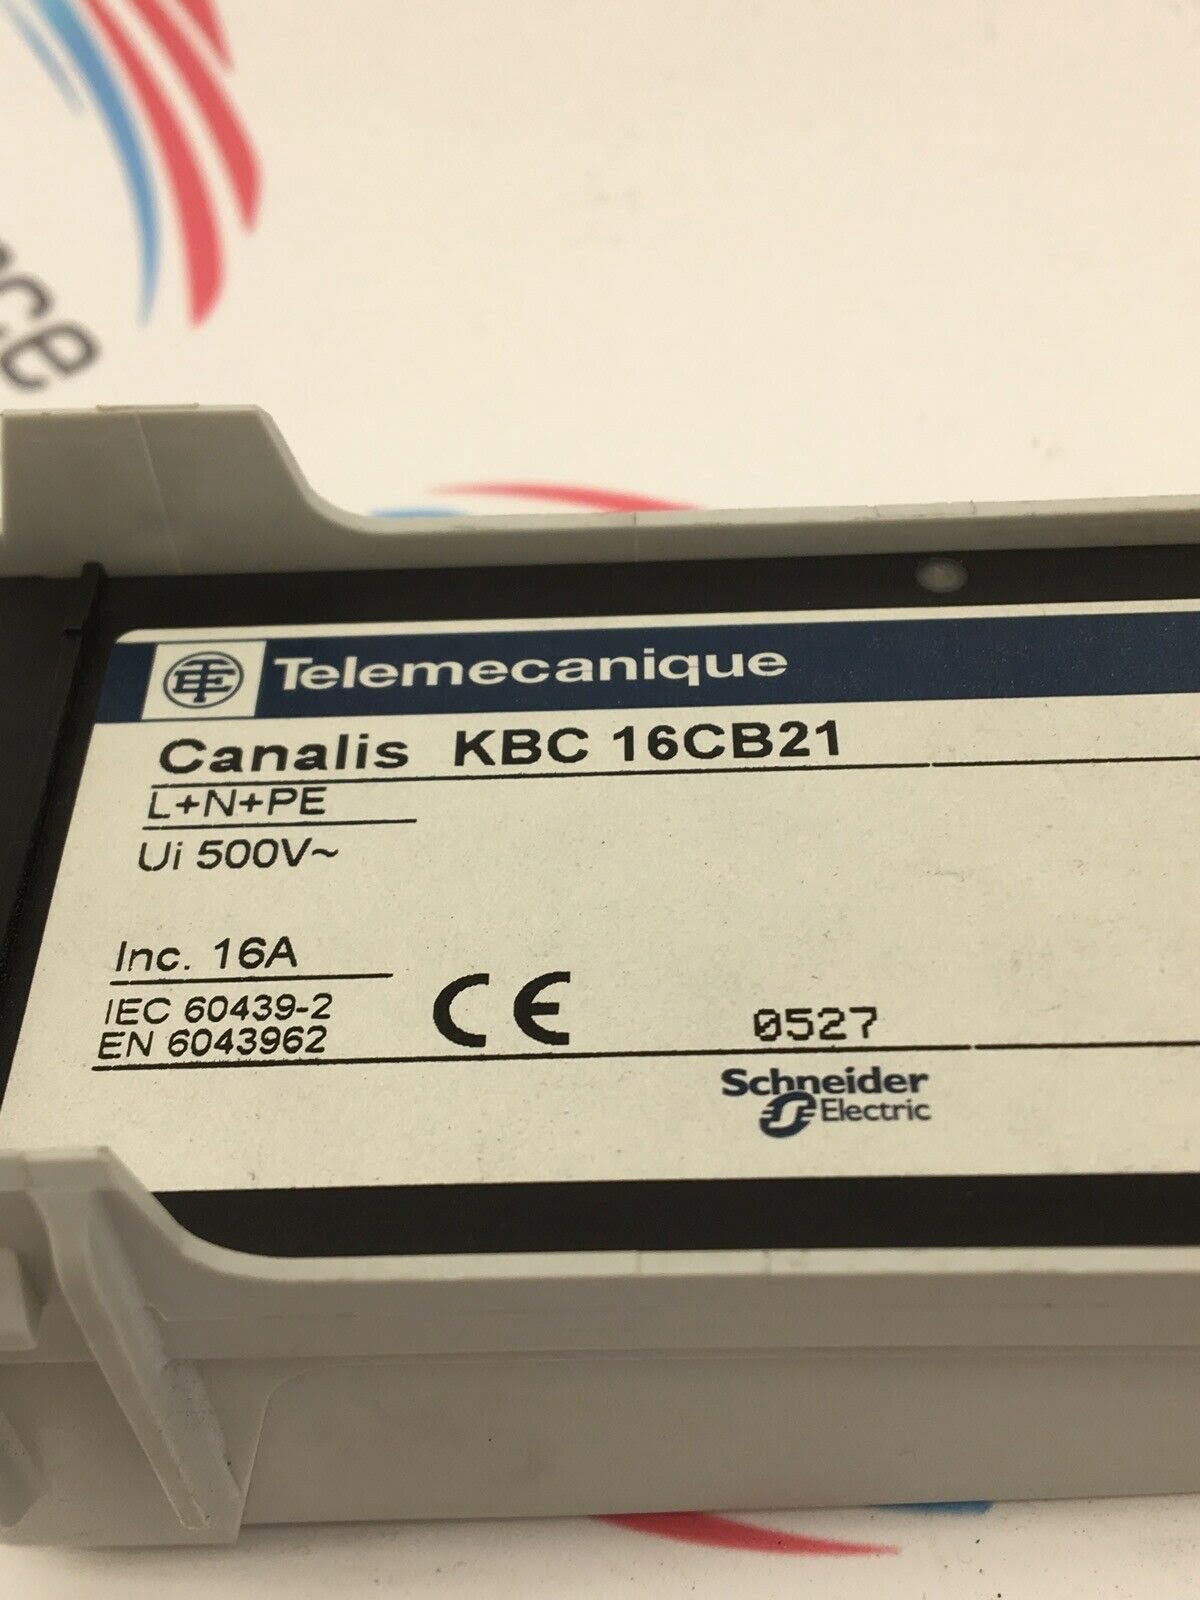 Telemecanique
Canalis KBC 16CB21
L+N+PE
Ui 500V~
Inc. 16A
IEC 60439-2
EN 6043962
CE
0527
Schneider
Electric